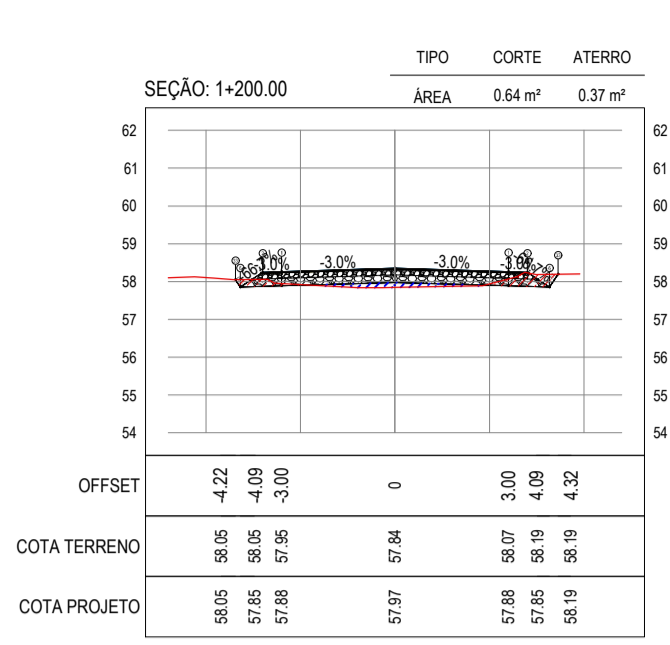 TIPO CORTE ATERRO
SEÇÃO: 1+200.00
ÁREA 0.64 m² 0.37 m²
62 62
61 61
60 60
59 59
-3.0% -3.0%
58 58
57 57
56 56
55 55
54 54
OFFSET -4.22 -4.09 -3.00 0 3.00 4.09 4.32
COTA TERRENO 58.05 58.05 57.95 57.84 58.07 58.19 58.19
COTA PROJETO 58.05 57.85 57.88 57.97 57.88 57.85 58.19